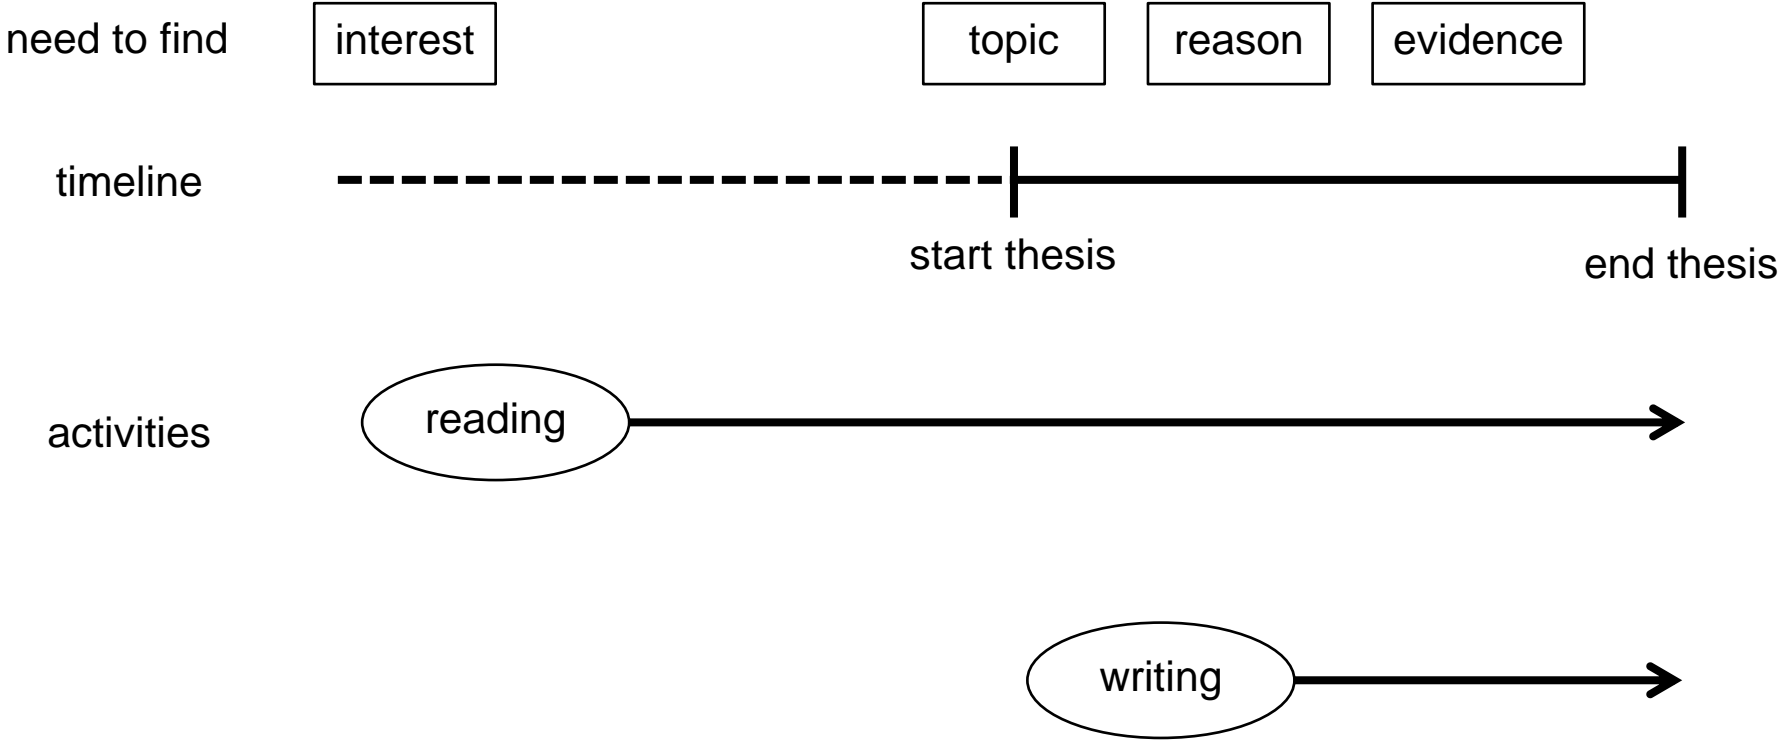 need to find
interest
topic
reason
evidence
timeline
start thesis
end thesis
activities
reading
writing